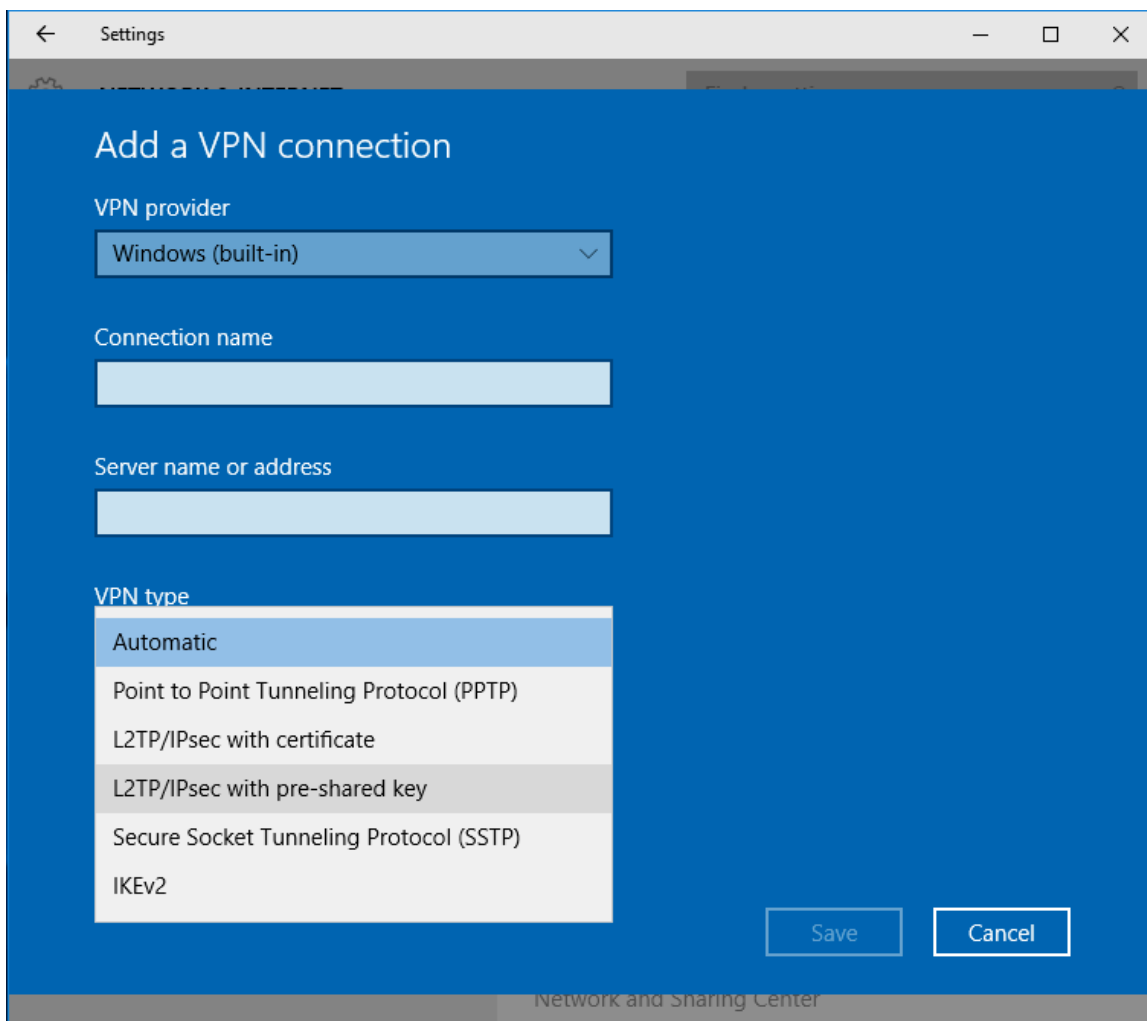 Settings
NETWORK & INTERNET
Add a VPN connection
VPN provider
Windows (built-in)
Connection name
Server name or address
VPN type
Automatic
Point to Point Tunneling Protocol (PPTP)
L2TP/IPsec with certificate
L2TP/IPsec with pre-shared key
Secure Socket Tunneling Protocol (SSTP)
IKEv2
Save
Cancel
Network and Sharing Center